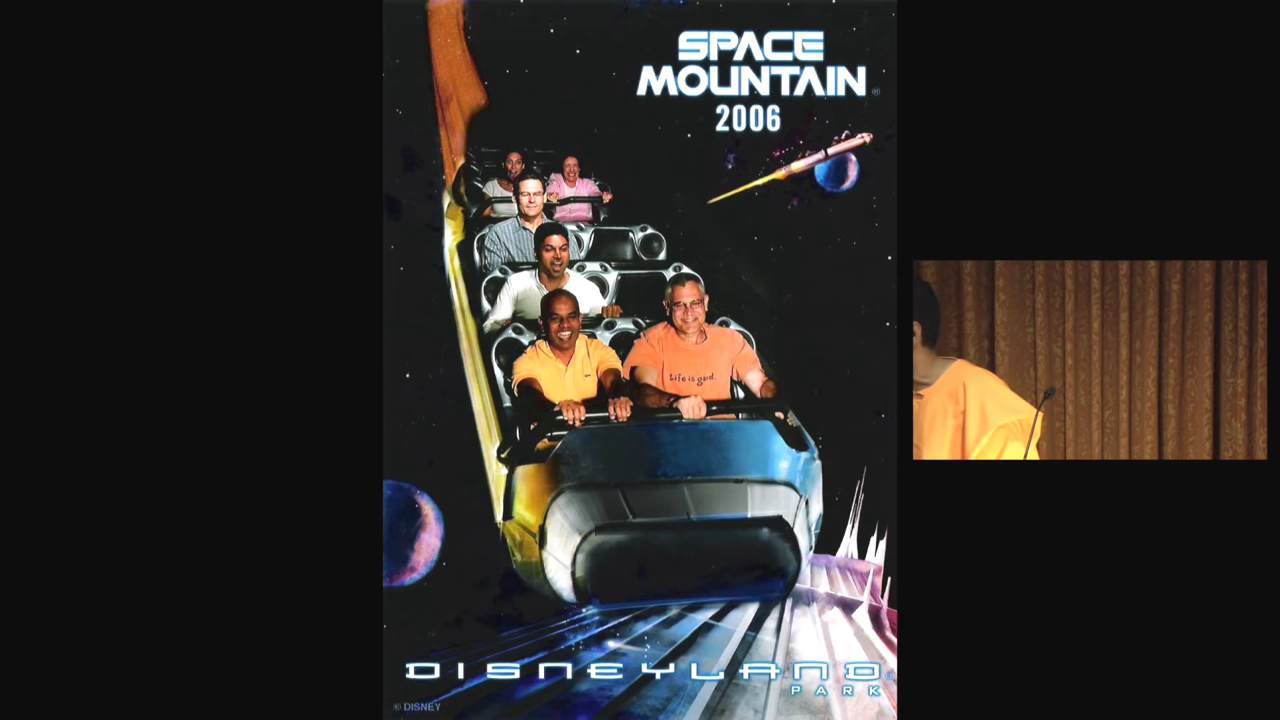 SPACE
MOUNTAIN®
2006
Life is good.
DISNEYLAND®
PARK
© DISNEY